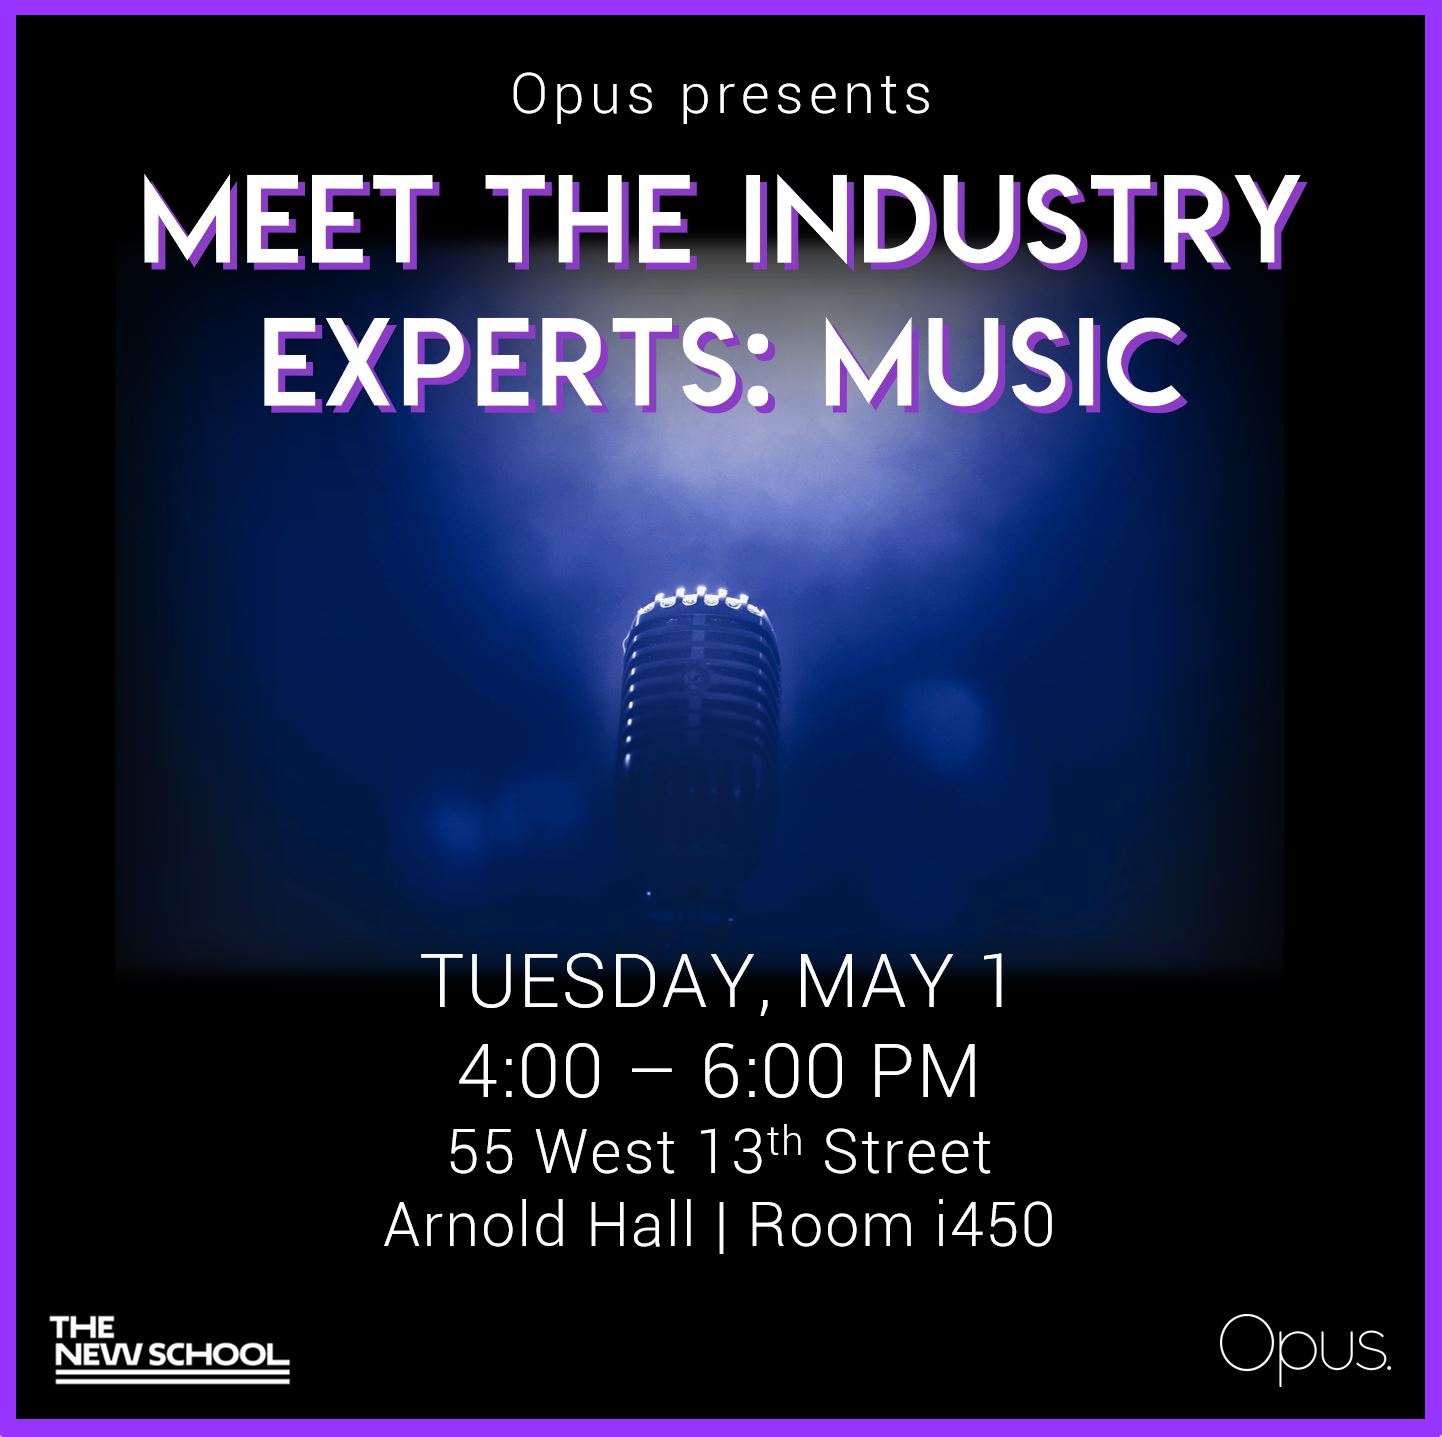 Opus presents
MEET THE INDUSTRY
EXPERTS: MUSIC
TUESDAY, MAY 1
4:00 – 6:00 PM
55 West 13th Street
Arnold Hall | Room i450
THE
NEW SCHOOL
Opus.